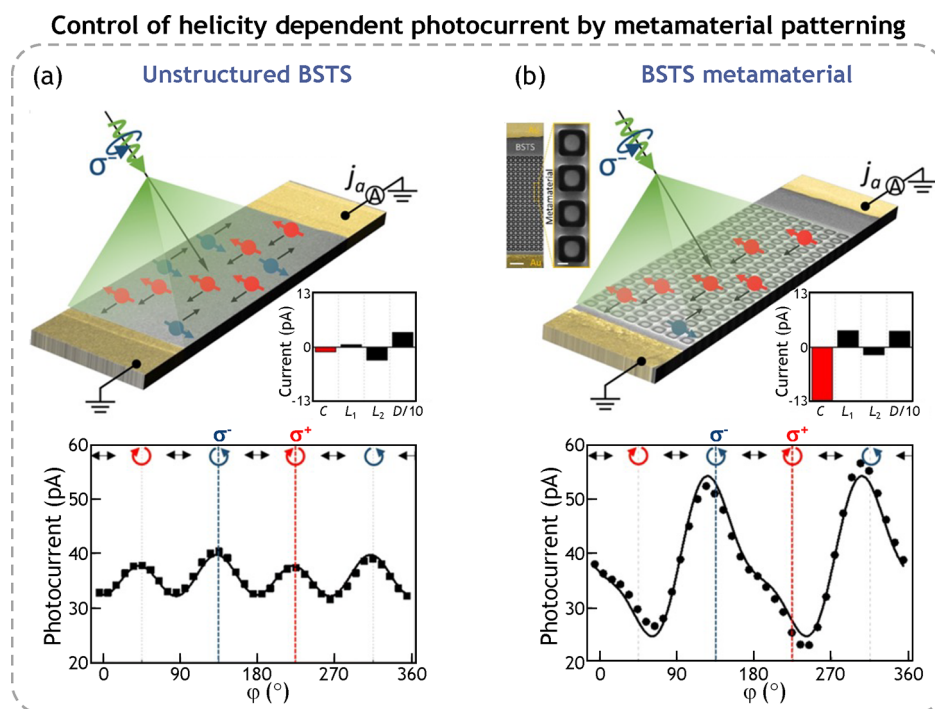 Control of helicity dependent photocurrent by metamaterial patterning
(a) Unstructured BSTS
σ-
jₐ
A
Current (pA)
13
0
-13
C L₁ L₂ D/10
σ- σ+
Photocurrent (pA)
60
50
40
30
20
0 90 180 270 360
φ (°)
(b) BSTS metamaterial
BSTS
Metamaterial
Au
σ-
jₐ
A
Current (pA)
13
0
-13
C L₁ L₂ D/10
σ- σ+
Photocurrent (pA)
60
50
40
30
20
0 90 180 270 360
φ (°)